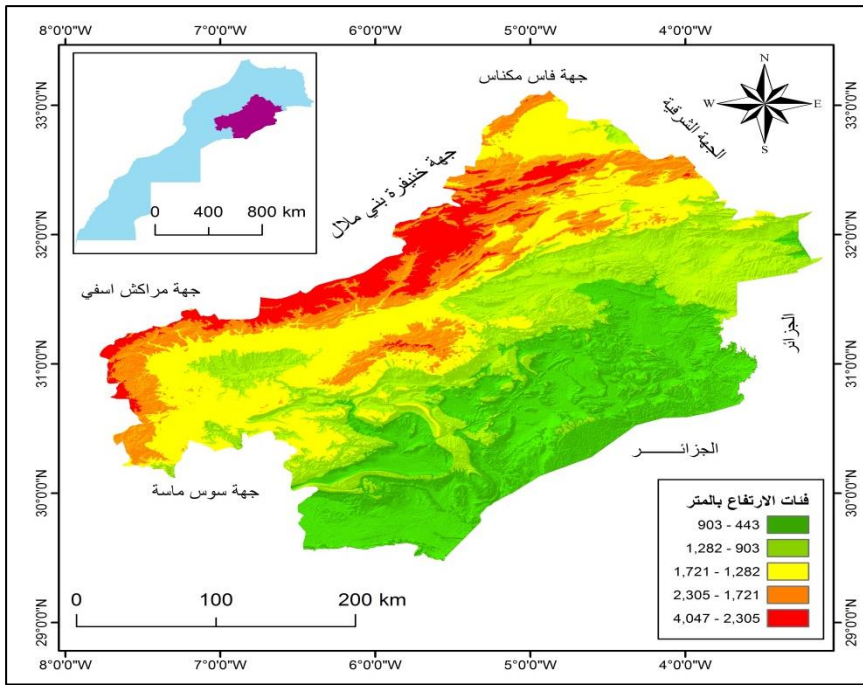 8°0'0"W
7°0'0"W
6°0'0"W
5°0'0"W
4°0'0"W
33°0'0"N
32°0'0"N
31°0'0"N
30°0'0"N
29°0'0"N
33°0'0"N
32°0'0"N
31°0'0"N
30°0'0"N
29°0'0"N
0 400 800 km
جهة فاس مكناس
N
W E
S
الجهة الشرقية
جهة خنيفرة بني ملال
جهة مراكش اسفي
الجزائر
الجزائـــــــر
جهة سوس ماسة
فئات الارتفاع بالمتر
903 - 443
1,282 - 903
1,721 - 1,282
2,305 - 1,721
4,047 - 2,305
0 100 200 km
8°0'0"W
7°0'0"W
6°0'0"W
5°0'0"W
4°0'0"W